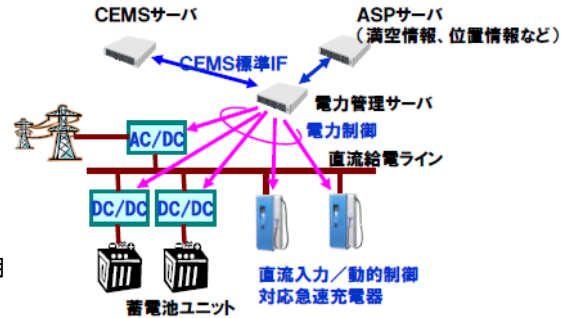 CEMSサーバ
ASPサーバ
（満空情報、位置情報など）
CEMS標準IF
電力管理サーバ
電力制御
AC/DC
直流給電ライン
DC/DC
DC/DC
直流入力／動的制御
対応急速充電器
蓄電池ユニット